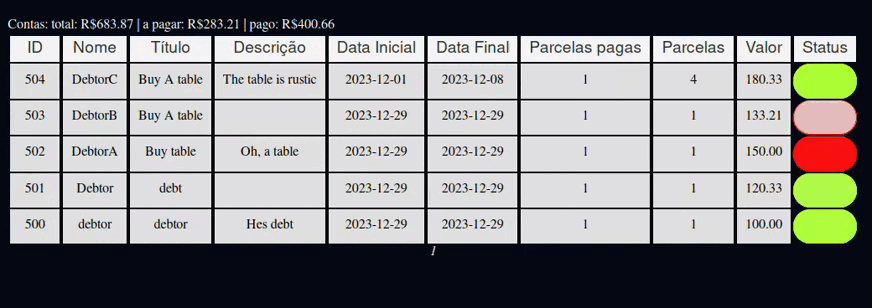 Contas: total: R$683.87 | a pagar: R$283.21 | pago: R$400.66
ID Nome Título Descrição Data Inicial Data Final Parcelas pagas Parcelas Valor Status
504 DebtorC Buy A table The table is rustic 2023-12-01 2023-12-08 1 4 180.33
503 DebtorB Buy A table 2023-12-29 2023-12-29 1 1 133.21
502 DebtorA Buy table Oh, a table 2023-12-29 2023-12-29 1 1 150.00
501 Debtor debt 2023-12-29 2023-12-29 1 1 120.33
500 debtor debtor Hes debt 2023-12-29 2023-12-29 1 1 100.00
1